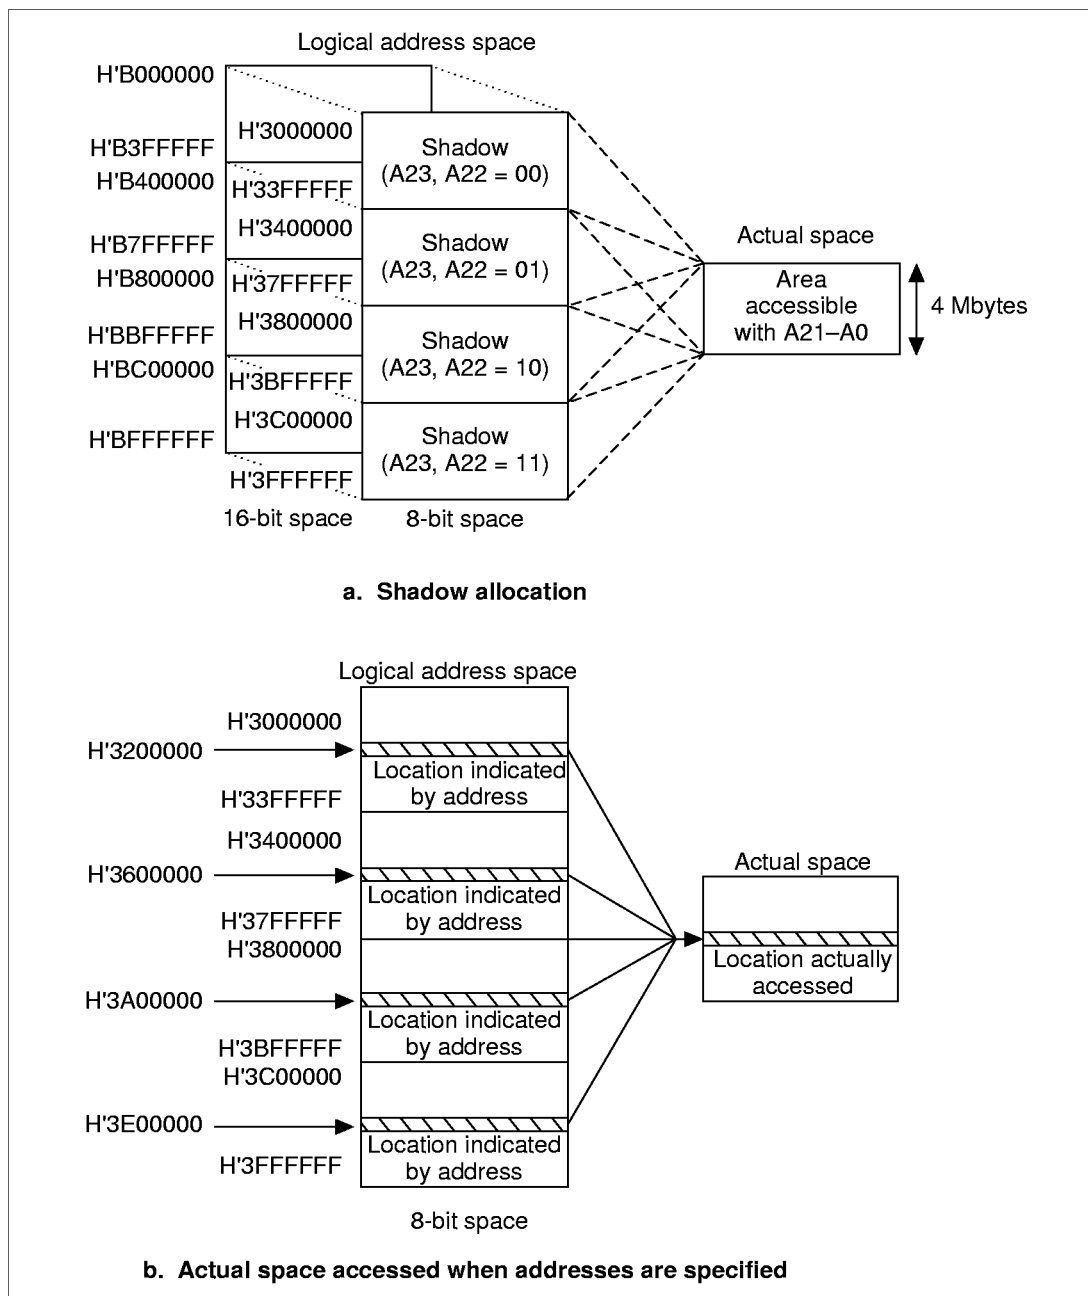 Logical address space
H'B000000
H'3000000
H'B3FFFFF
H'B400000
H'33FFFFF
H'3400000
H'B7FFFFF
H'B800000
H'37FFFFF
H'3800000
H'BBFFFFF
H'BC00000
H'3BFFFFF
H'3C00000
H'BFFFFFF
H'3FFFFFF
Shadow
(A23, A22 = 00)
Shadow
(A23, A22 = 01)
Shadow
(A23, A22 = 10)
Shadow
(A23, A22 = 11)
16-bit space
8-bit space
Actual space
Area
accessible
with A21–A0
4 Mbytes
a. Shadow allocation
Logical address space
H'3000000
H'3200000
Location indicated
by address
H'33FFFFF
H'3400000
H'3600000
Location indicated
by address
H'37FFFFF
H'3800000
H'3A00000
Location indicated
by address
H'3BFFFFF
H'3C00000
H'3E00000
Location indicated
by address
H'3FFFFFF
8-bit space
Actual space
Location actually
accessed
b. Actual space accessed when addresses are specified